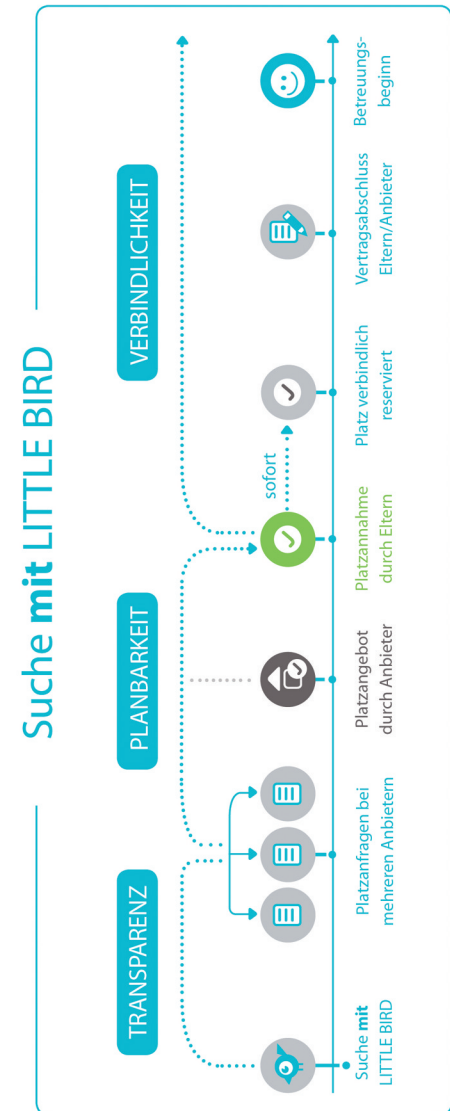 Suche mit LITTLE BIRD
TRANSPARENZ
PLANBARKEIT
VERBINDLICHKEIT
sofort
Suche mit
LITTLE BIRD
Platzanfragen bei
mehreren Anbietern
Platzangebot
durch Anbieter
Platzannahme
durch Eltern
Platz verbindlich
reserviert
Vertragsabschluss
Eltern/Anbieter
Betreuungs-
beginn